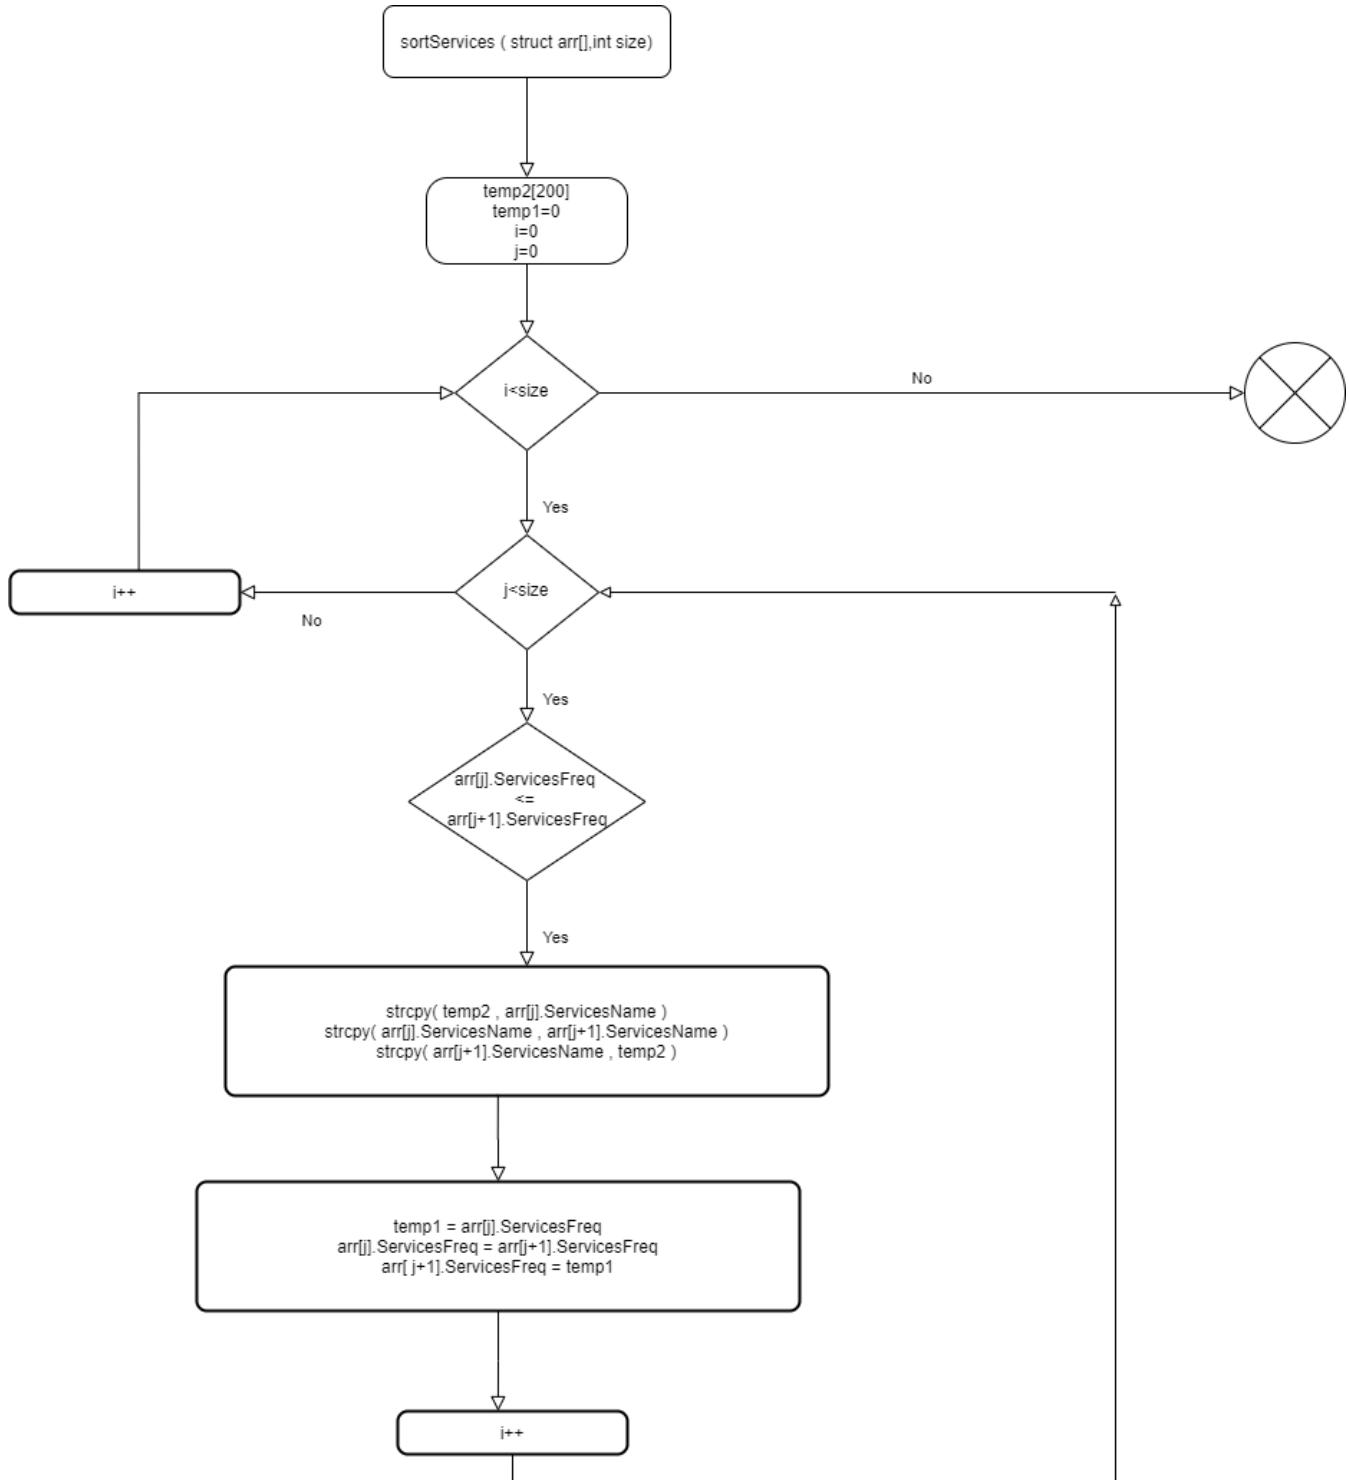 sortServices ( struct arr[],int size)
temp2[200]
temp1=0
i=0
j=0
i<size
No
Yes
j<size
i++
No
Yes
arr[j].ServicesFreq
<=
arr[j+1].ServicesFreq
Yes
strcpy( temp2 , arr[j].ServicesName )
strcpy( arr[j].ServicesName , arr[j+1].ServicesName )
strcpy( arr[j+1].ServicesName , temp2 )
temp1 = arr[j].ServicesFreq
arr[j].ServicesFreq = arr[j+1].ServicesFreq
arr[ j+1].ServicesFreq = temp1
i++